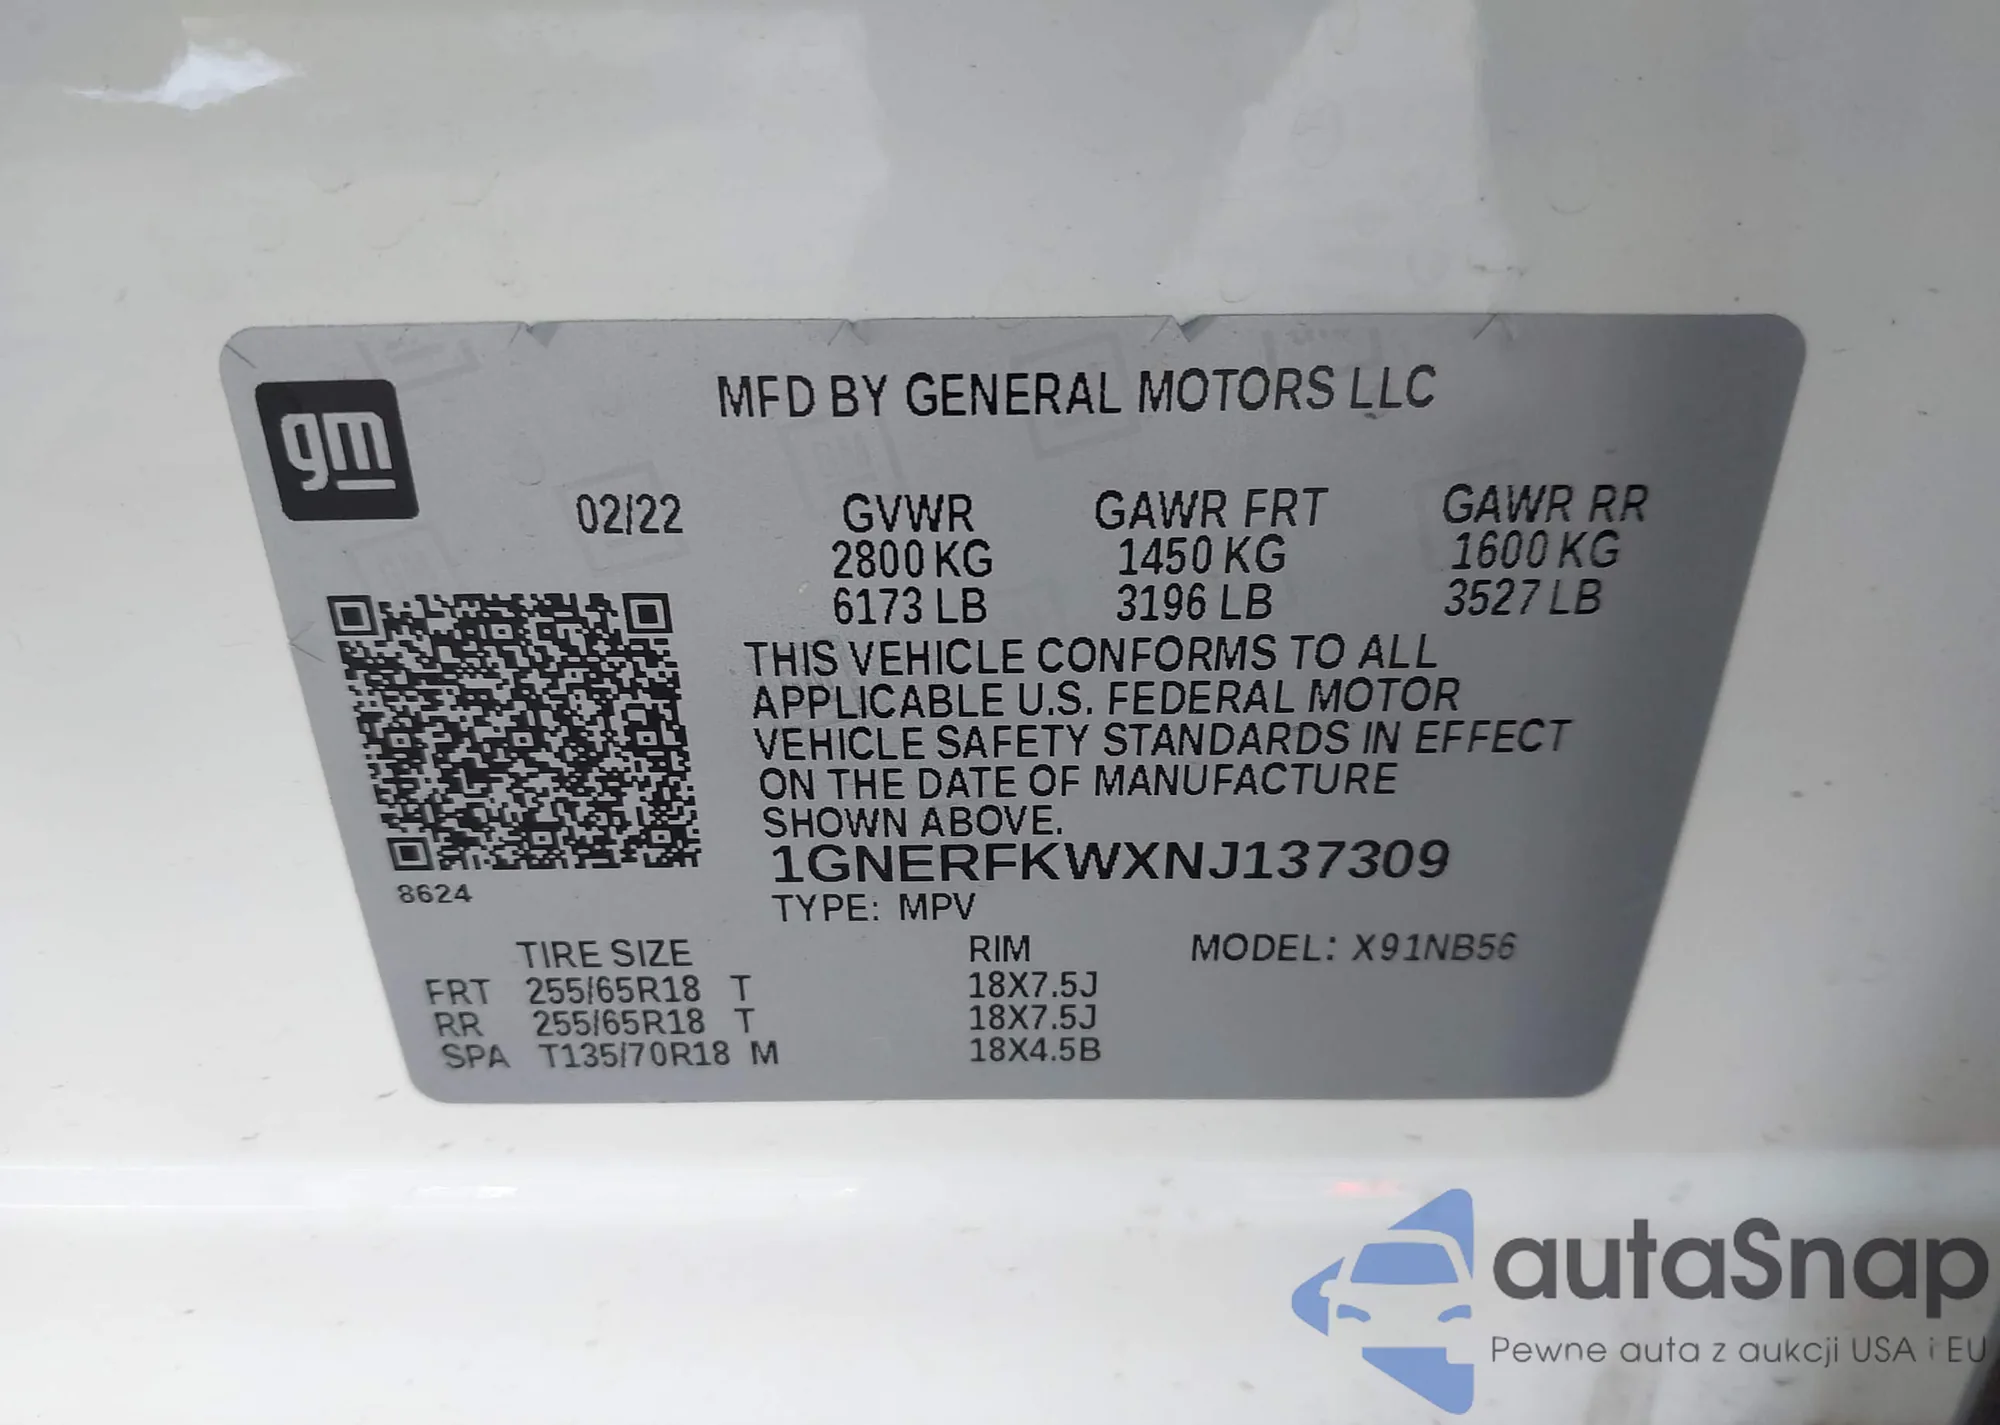 gm
MFD BY GENERAL MOTORS LLC
02/22 GVWR GAWR FRT GAWR RR
2800 KG 1450 KG 1600 KG
6173 LB 3196 LB 3527 LB
THIS VEHICLE CONFORMS TO ALL
APPLICABLE U.S. FEDERAL MOTOR
VEHICLE SAFETY STANDARDS IN EFFECT
ON THE DATE OF MANUFACTURE
SHOWN ABOVE.
1GNERFKWXNJ137309
8624
TYPE: MPV
TIRE SIZE RIM MODEL: X91NB56
FRT 255/65R18 T 18X7.5J
RR 255/65R18 T 18X7.5J
SPA T135/70R18 M 18X4.5B
autaSnap
Pewne auta z aukcji USA i EU